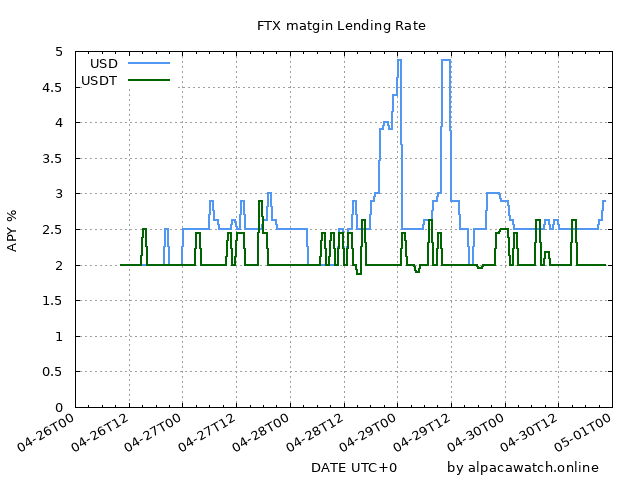 FTX matgin Lending Rate
USD
USDT
5
4.5
4
3.5
3
2.5
2
1.5
1
0.5
0
APY %
04-26T00
04-26T12
04-27T00
04-27T12
04-28T00
04-28T12
04-29T00
04-29T12
04-30T00
04-30T12
05-01T00
DATE UTC+0
by alpacawatch.online